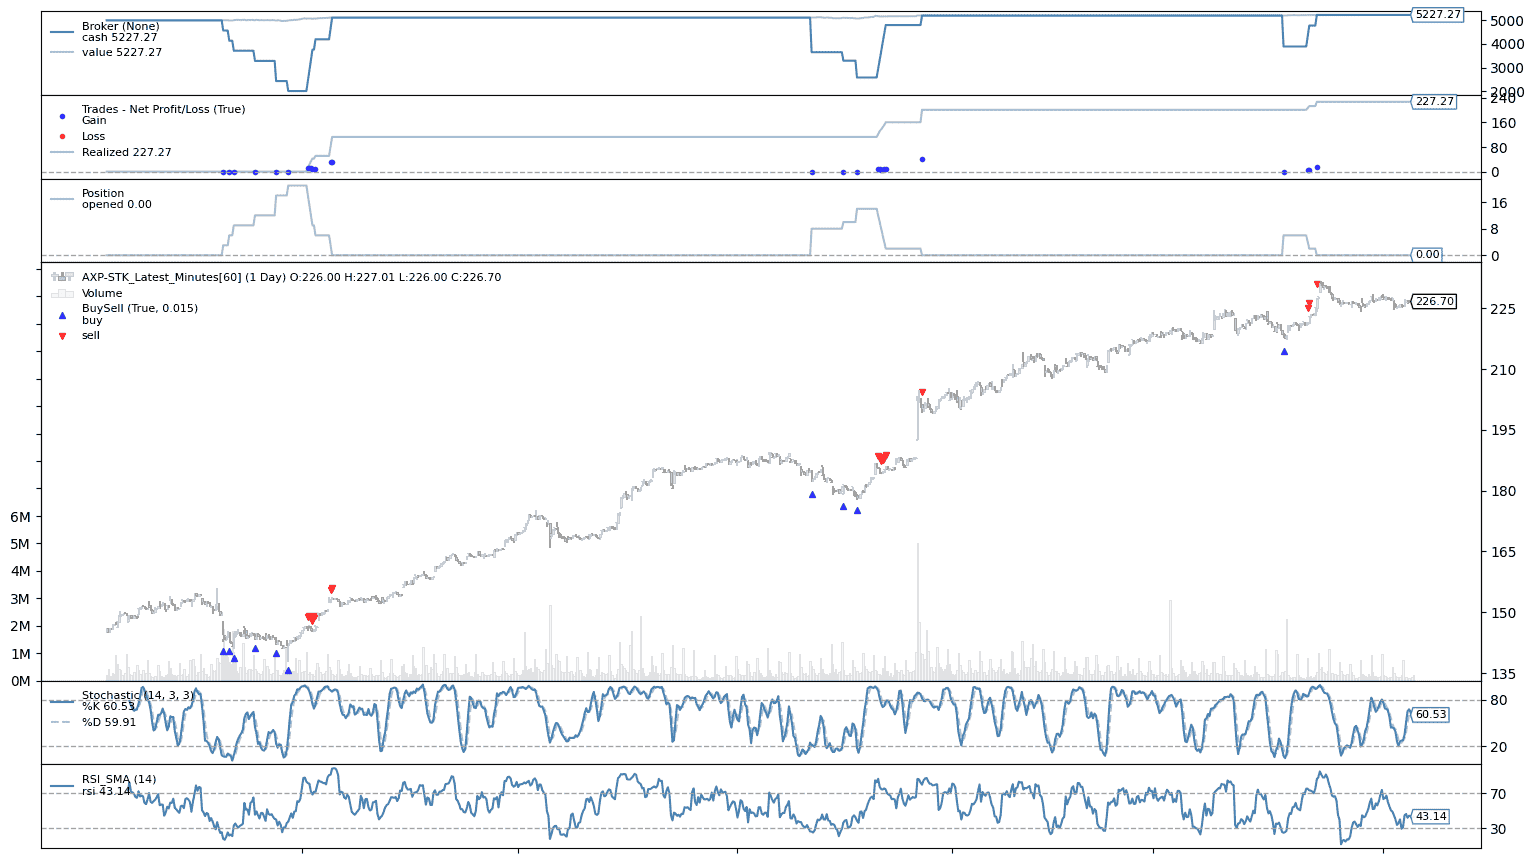 Broker (None)
cash 5227.27
value 5227.27
5227.27
5000
4000
3000
2000
Trades - Net Profit/Loss (True)
Gain
Loss
Realized 227.27
227.27
240
160
80
0
Position
opened 0.00
16
8
0.00
0
AXP-STK_Latest_Minutes[60] (1 Day) O:226.00 H:227.01 L:226.00 C:226.70
Volume
BuySell (True, 0.015)
buy
sell
226.70
225
210
195
180
165
150
135
6M
5M
4M
3M
2M
1M
0M
Stochastic (14, 3, 3)
%K 60.53
%D 59.91
80
60.53
20
RSI_SMA (14)
rsi 43.14
70
43.14
30